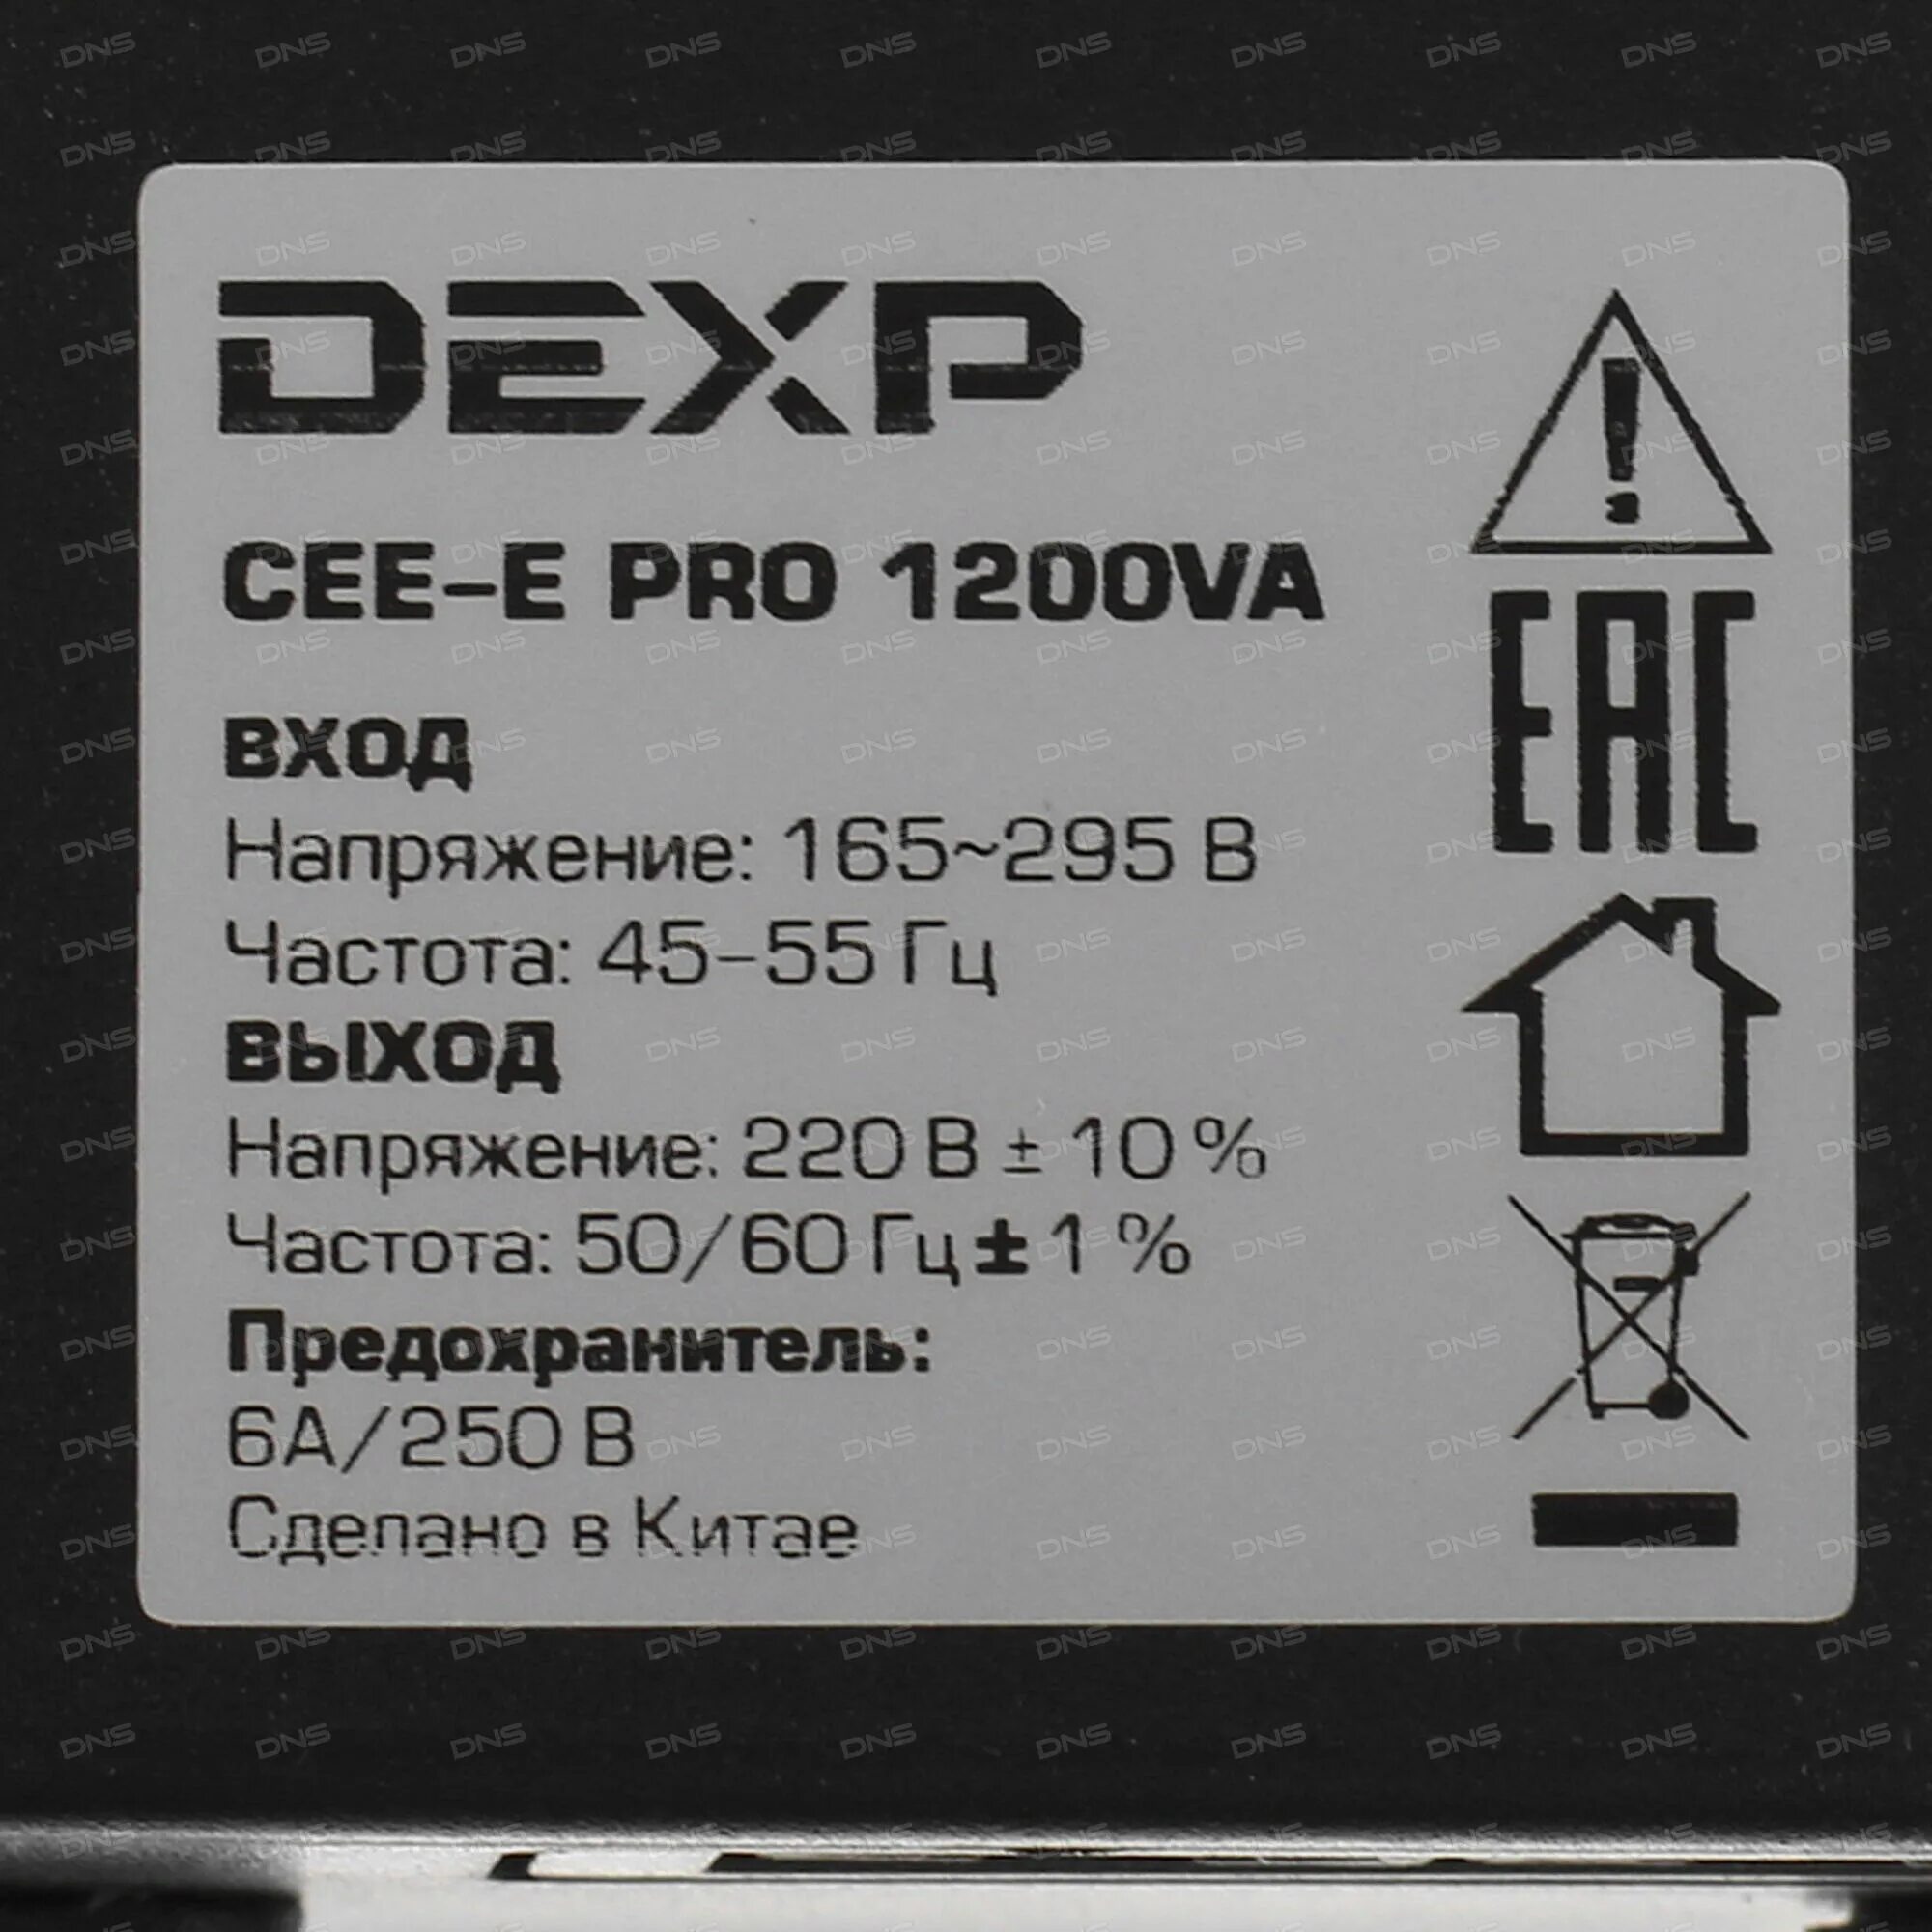 DEXP
CEE-E PRO 1200VA
ВХОД
Напряжение: 165~295 В
Частота: 45-55 Гц
ВЫХОД
Напряжение: 220 В ± 10 %
Частота: 50/60 Гц ± 1 %
Предохранитель:
6А/250 В
Сделано в Китае
EAC
DNS